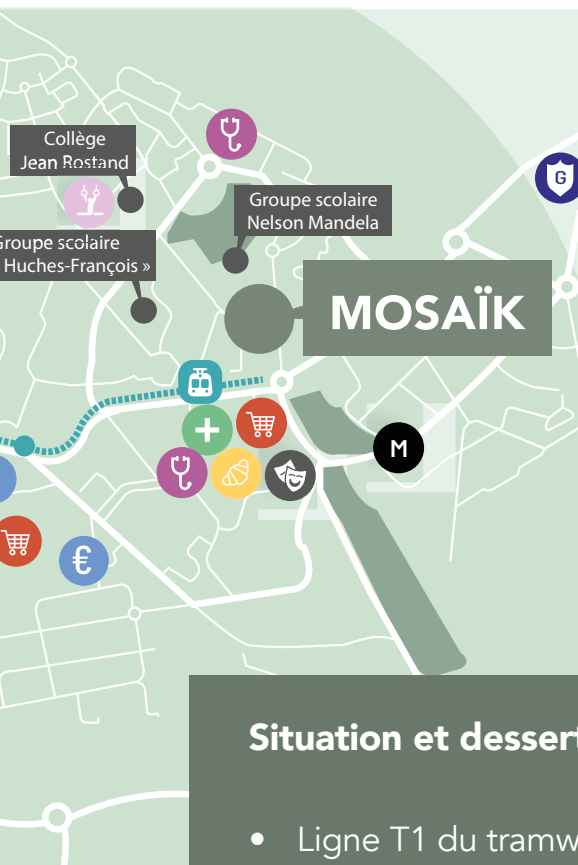 Collège
Jean Rostand
G
Groupe scolaire
Nelson Mandela
Groupe scolaire
Huches-François »
MOSAÏK
M
€
Situation et dessert
• Ligne T1 du tramw